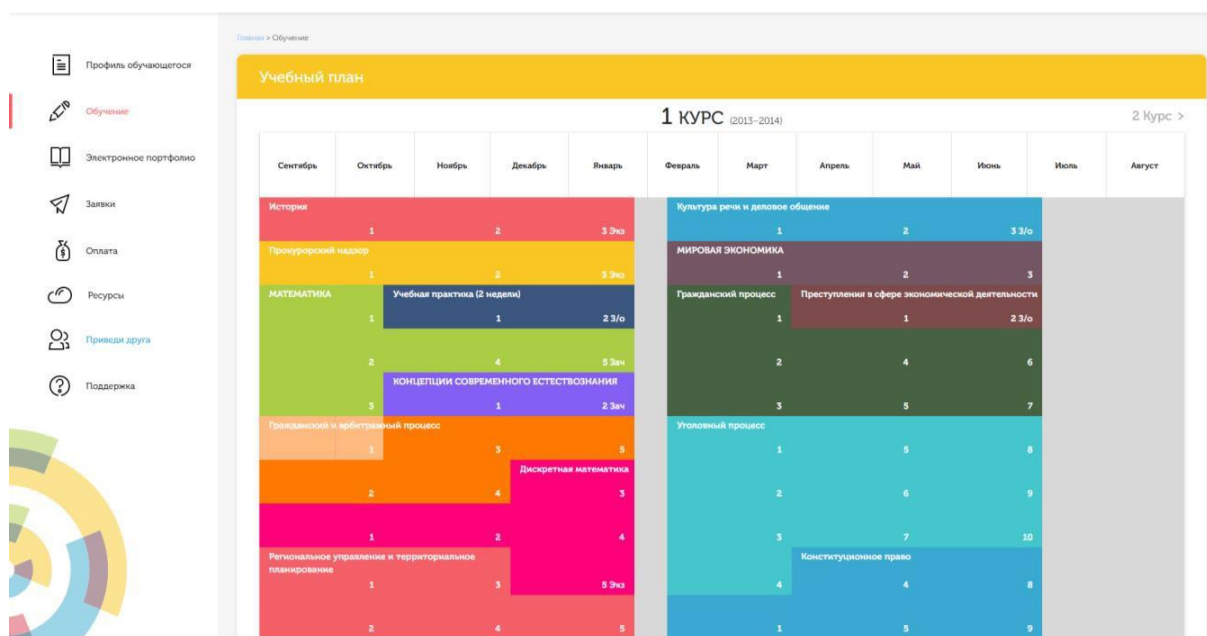 Главная > Обучение
Профиль обучающегося
Обучение
Электронное портфолио
Заявки
Оплата
Ресурсы
Приведи друга
Поддержка
Учебный план
1 КУРС (2013-2014)
2 Курс >
Сентябрь Октябрь Ноябрь Декабрь Январь Февраль Март Апрель Май Июнь Июль Август
История Культура речи и деловое общение
1 2 3 Экз 1 2 3 З/о
Прокурорский надзор МИРОВАЯ ЭКОНОМИКА
1 2 3 Экз 1 2 3
МАТЕМАТИКА Учебная практика (2 недели) Гражданский процесс Преступления в сфере экономической деятельности
1 1 2 З/о 1 1 2 З/о
2 4 5 Зач 2 4 6
КОНЦЕПЦИИ СОВРЕМЕННОГО ЕСТЕСТВОЗНАНИЯ
3 1 2 Зач 3 5 7
Гражданский и арбитражный процесс Уголовный процесс
1 3 5 1 5 8
Дискретная математика
2 4 3 2 6 9
1 2 4 3 7 10
Региональное управление и территориальное Конституционное право
планирование
1 3 5 Экз 4 4 8
2 4 5 1 5 9